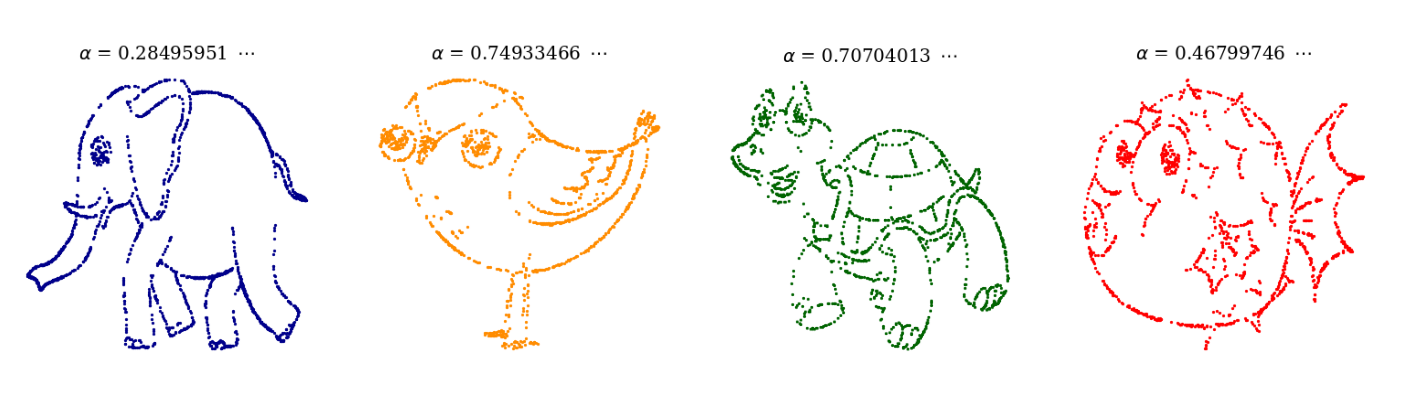 α = 0.28495951 ⋯
α = 0.74933466 ⋯
α = 0.70704013 ⋯
α = 0.46799746 ⋯